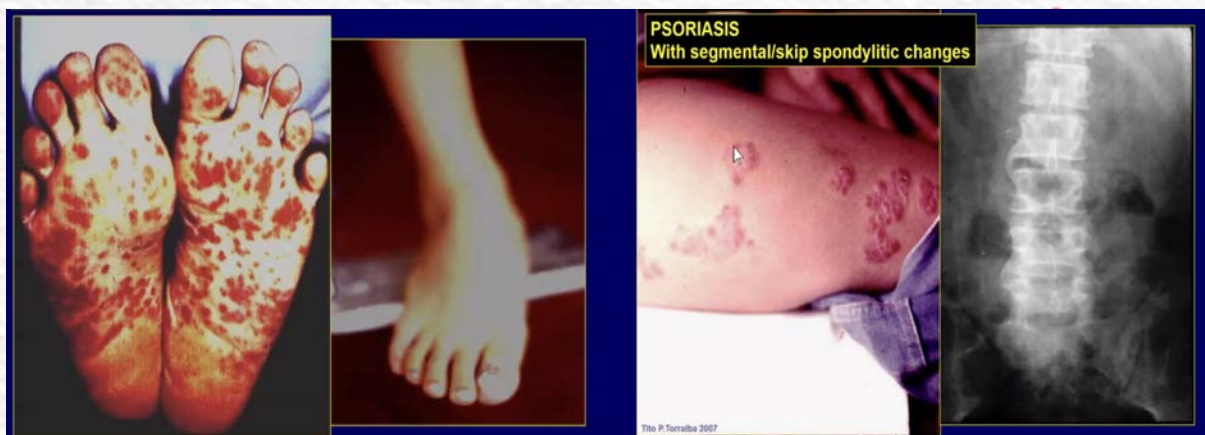 PSORIASIS
With segmental/skip spondylitic changes
Tito P.Torralba 2007